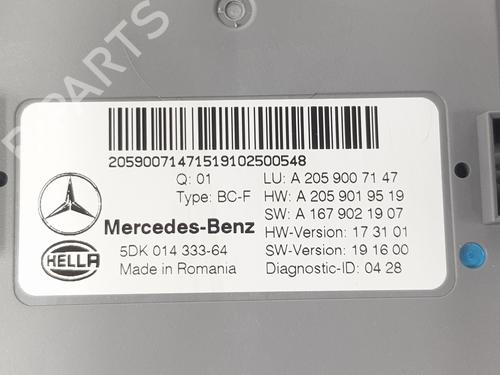 B-PARTS
20590071471519102500548
Q: 01
LU: A 205 900 71 47
Type: BC-F
HW: A 205 901 95 19
SW: A 167 902 19 07
Mercedes-Benz
HW-Version: 17 31 01
HELLA
5DK 014 333-64
SW-Version: 19 16 00
Made in Romania
Diagnostic-ID: 04 28